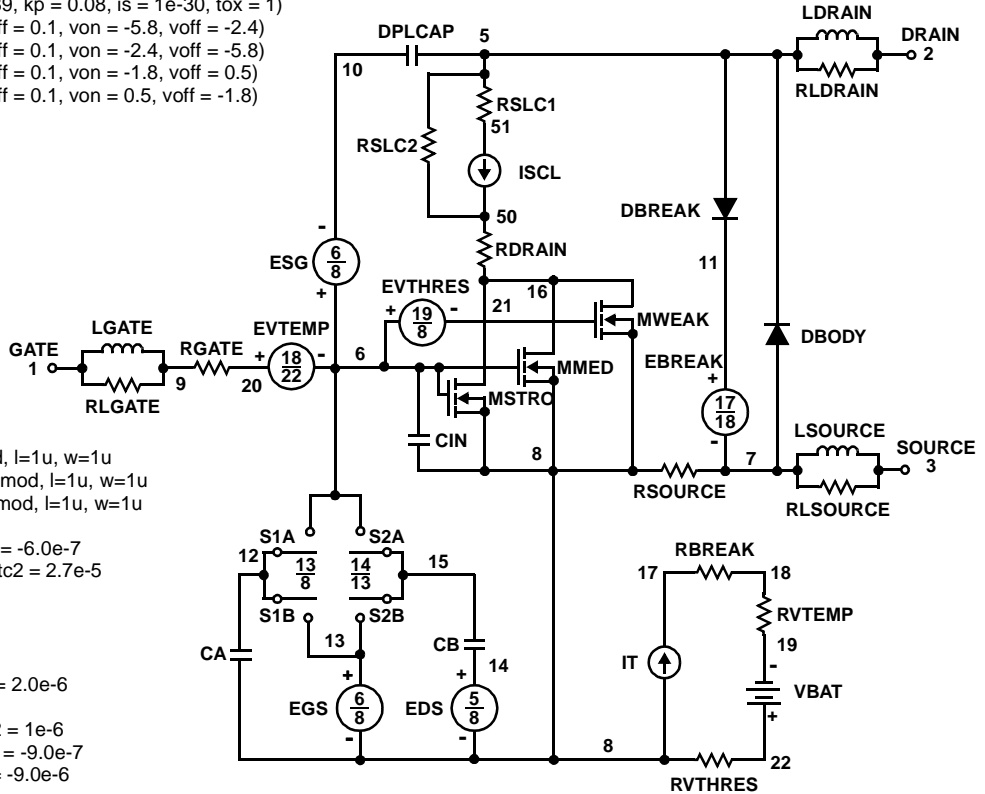 9, kp = 0.08, is = 1e-30, tox = 1)
ff = 0.1, von = -5.8, voff = -2.4)
ff = 0.1, von = -2.4, voff = -5.8)
ff = 0.1, von = -1.8, voff = 0.5)
ff = 0.1, von = 0.5, voff = -1.8)
LDRAIN
DPLCAP 5 DRAIN
10 2
RLDRAIN
RSLC1
51
RSLC2
ISCL
50
DBREAK
RDRAIN
-
ESG 6/8
+
11
EVTHRES
16
+ 19/8 - 21
MWEAK
LGATE EVTEMP
DBODY
GATE RGATE
1 + 18/22 - 6
MMED
EBREAK
9 20
+
RLGATE
MSTRO
17/18
-
CIN
LSOURCE
SOURCE
8 7 3
RSOURCE
RLSOURCE
, l=1u, w=1u
mod, l=1u, w=1u
mod, l=1u, w=1u
= -6.0e-7
tc2 = 2.7e-5
S1A S2A
12 13/8 14/13 15
S1B S2B
13
CA CB
14
+ +
EGS 6/8 EDS 5/8
- -
RBREAK
17 18
RVTEMP
19
IT
-
VBAT
+
8 22
RVTHRES
= 2.0e-6
= 1e-6
= -9.0e-7
= -9.0e-6